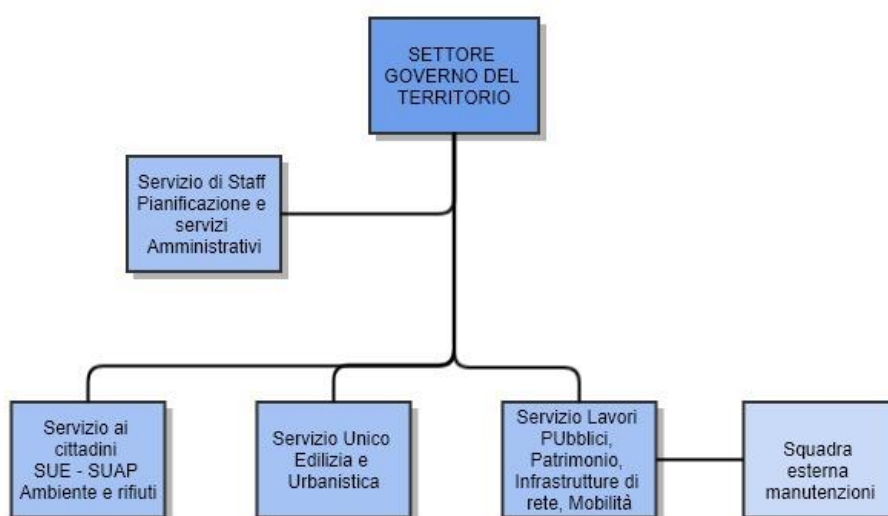 SETTORE
GOVERNO DEL
TERRITORIO
Servizio di Staff
Pianificazione e
servizi
Amministrativi
Servizio ai
cittadini
SUE - SUAP
Ambiente e rifiuti
Servizio Unico
Edilizia e
Urbanistica
Servizio Lavori
PUbblici,
Patrimonio,
Infrastrutture di
rete, Mobilità
Squadra
esterna
manutenzioni